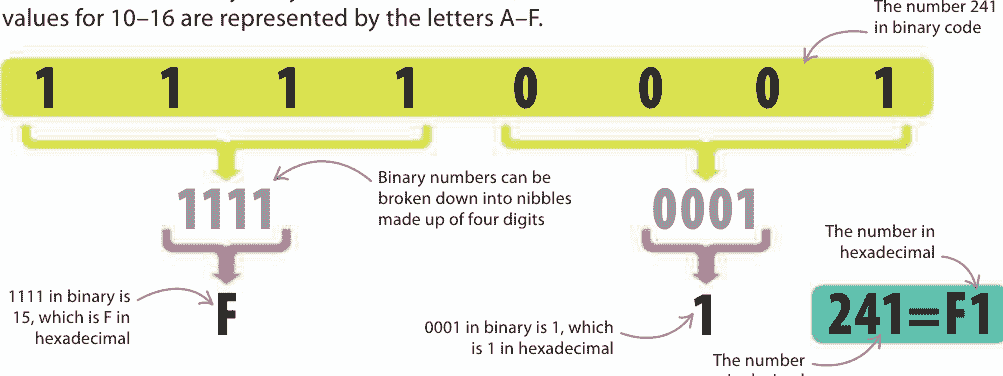 values for 10–16 are represented by the letters A–F.
The number 241
in binary code
1 1 1 1 0 0 0 1
1111
Binary numbers can be
broken down into nibbles
made up of four digits
0001
The number in
hexadecimal
1111 in binary is
15, which is F in
hexadecimal
F
0001 in binary is 1, which
is 1 in hexadecimal
1
241=F1
The number